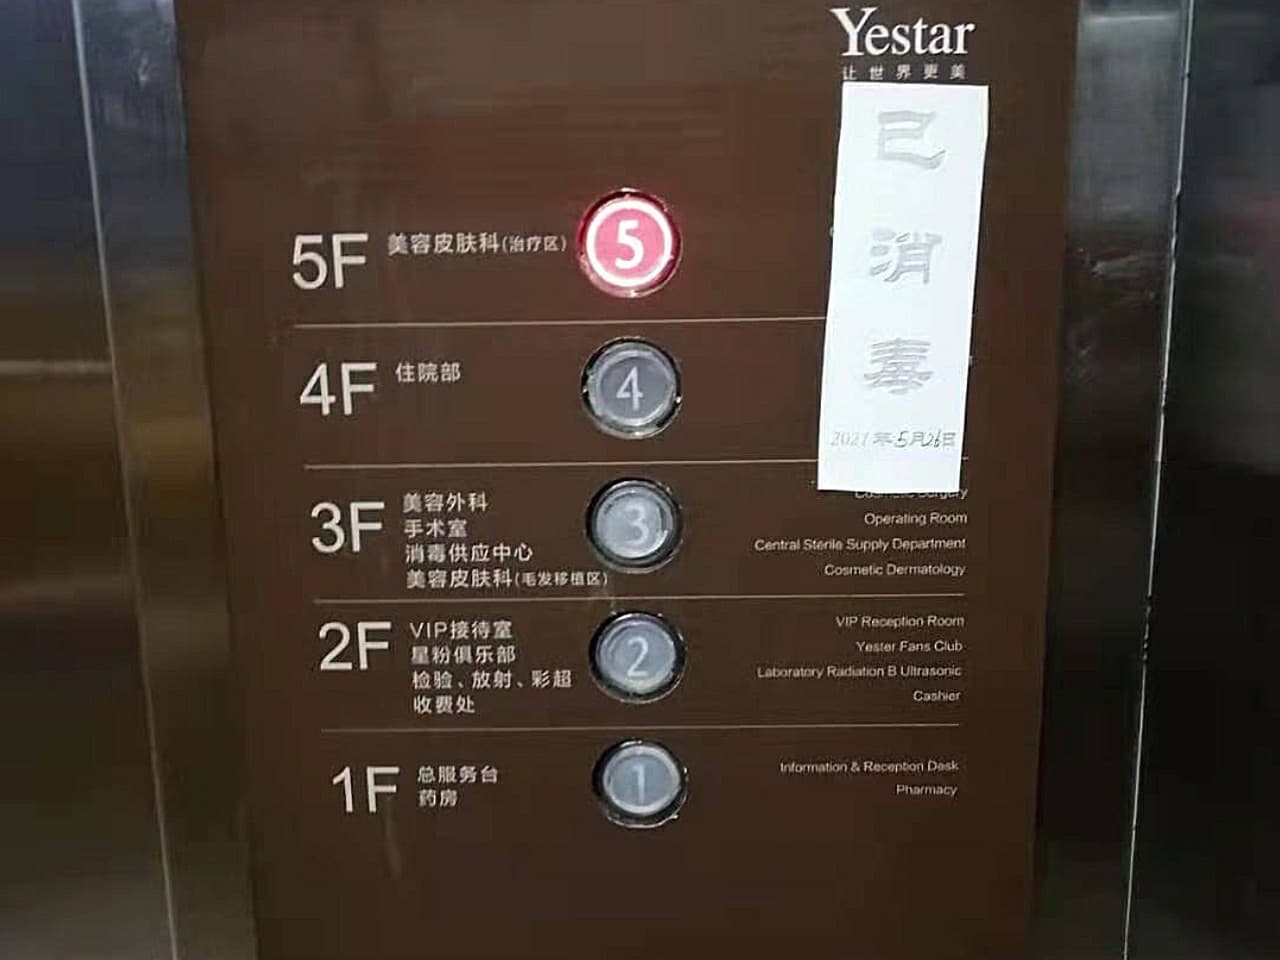 Yestar
让世界更美
已
消
毒
2021年5月26日
5F 美容皮肤科(治疗区) 5
4F 住院部 4
3F 美容外科 3
手术室
消毒供应中心
美容皮肤科(毛发移植区)
Cosmetic Surgery
Operating Room
Central Sterile Supply Department
Cosmetic Dermatology
2F VIP接待室 2
星粉俱乐部
检验、放射、彩超
收费处
VIP Reception Room
Yester Fans Club
Laboratory Radiation B Ultrasonic
Cashier
1F 总服务台 1
药房
Information & Reception Desk
Pharmacy